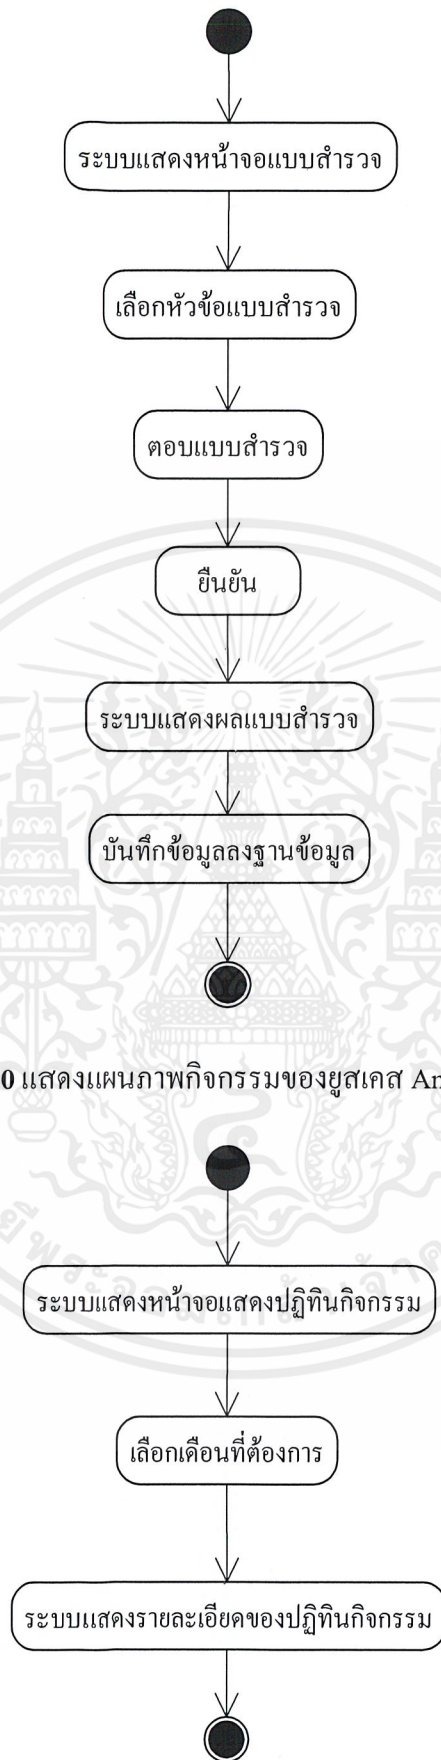 ระบบแสดงหน้าจอแบบสำรวจ
เลือกหัวข้อแบบสำรวจ
ตอบแบบสำรวจ
ยืนยัน
ระบบแสดงผลแบบสำรวจ
บันทึกข้อมูลลงฐานข้อมูล
0 แสดงแผนภาพกิจกรรมของยูสเคส An
ระบบแสดงหน้าจอแสดงปฏิทินกิจกรรม
เลือกเดือนที่ต้องการ
ระบบแสดงรายละเอียดของปฏิทินกิจกรรม